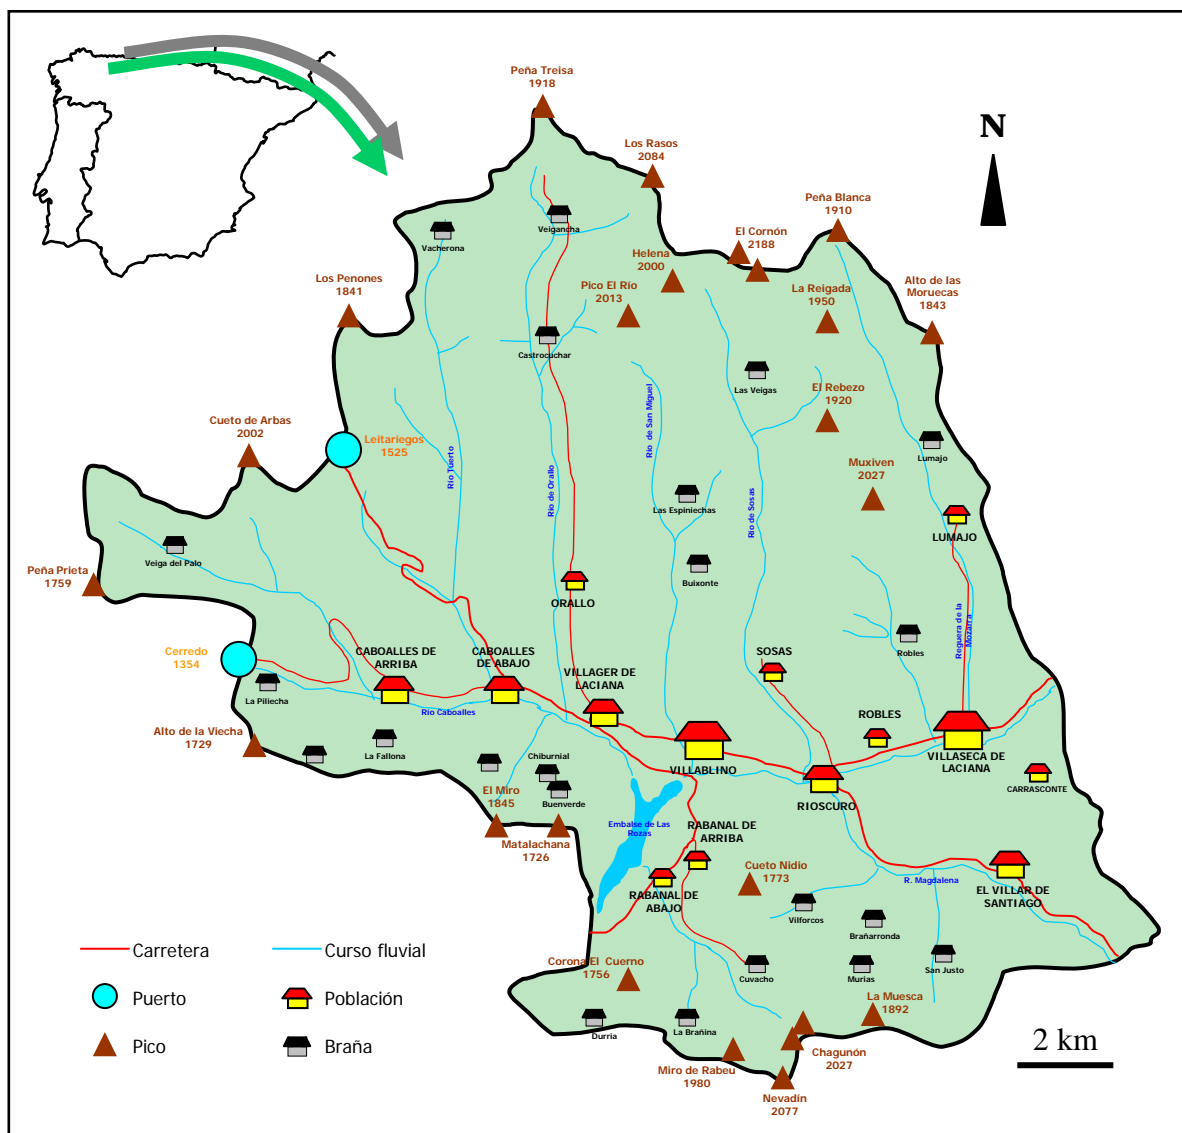 Peña Treisa
1918
N
Los Rasos
2084
Peña Blanca
1910
Veigancha
El Cornón
2188
Vacherona
Helena
2000
Los Penones
1841
Pico El Río
2013
La Reigada
1950
Alto de las
Moruecas
1843
Castrocuchar
Las Veigas
El Rebezo
1920
Río de San Miguel
Cueto de Arbas
2002
Leitariegos
1525
Lumajo
Río Tuerto
Río de Orallo
Río de Sosas
Muxiven
2027
Las Espiniechas
LUMAJO
Veiga del Palo
Buixonte
Peña Prieta
1759
ORALLO
Reguera de la
Mozarra
Robles
Cerredo
1354
CABOALLES DE
ARRIBA
CABOALLES
DE ABAJO
SOSAS
VILLAGER DE
LACIANA
La Piliecha
Río Caboalles
ROBLES
Alto de la Viecha
1729
La Fallona
Chiburnial
VILLABLINO
VILLASECA DE
LACIANA
CARRASCONTE
El Miro
1845
Buenverde
RIOSCURO
Matalachana
1726
Embalse de Las
Rozas
RABANAL DE
ARRIBA
Cueto Nidio
1773
R. Magdalena
RABANAL DE
ABAJO
EL VILLAR DE
SANTIAGO
Vilforcos
Brañarronda
Carretera
Curso fluvial
Corona El Cuerno
1756
Cuvacho
Murias
San Justo
Puerto
Población
La Muesca
1892
Durria
La Brañina
Pico
Braña
2 km
Chagunón
2027
Miro de Rabeu
1980
Nevadín
2077